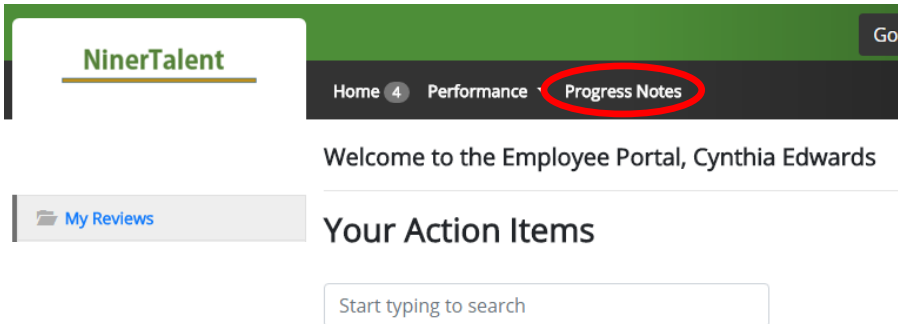 Go
NinerTalent
Home 4 Performance Progress Notes
Welcome to the Employee Portal, Cynthia Edwards
My Reviews
Your Action Items
Start typing to search